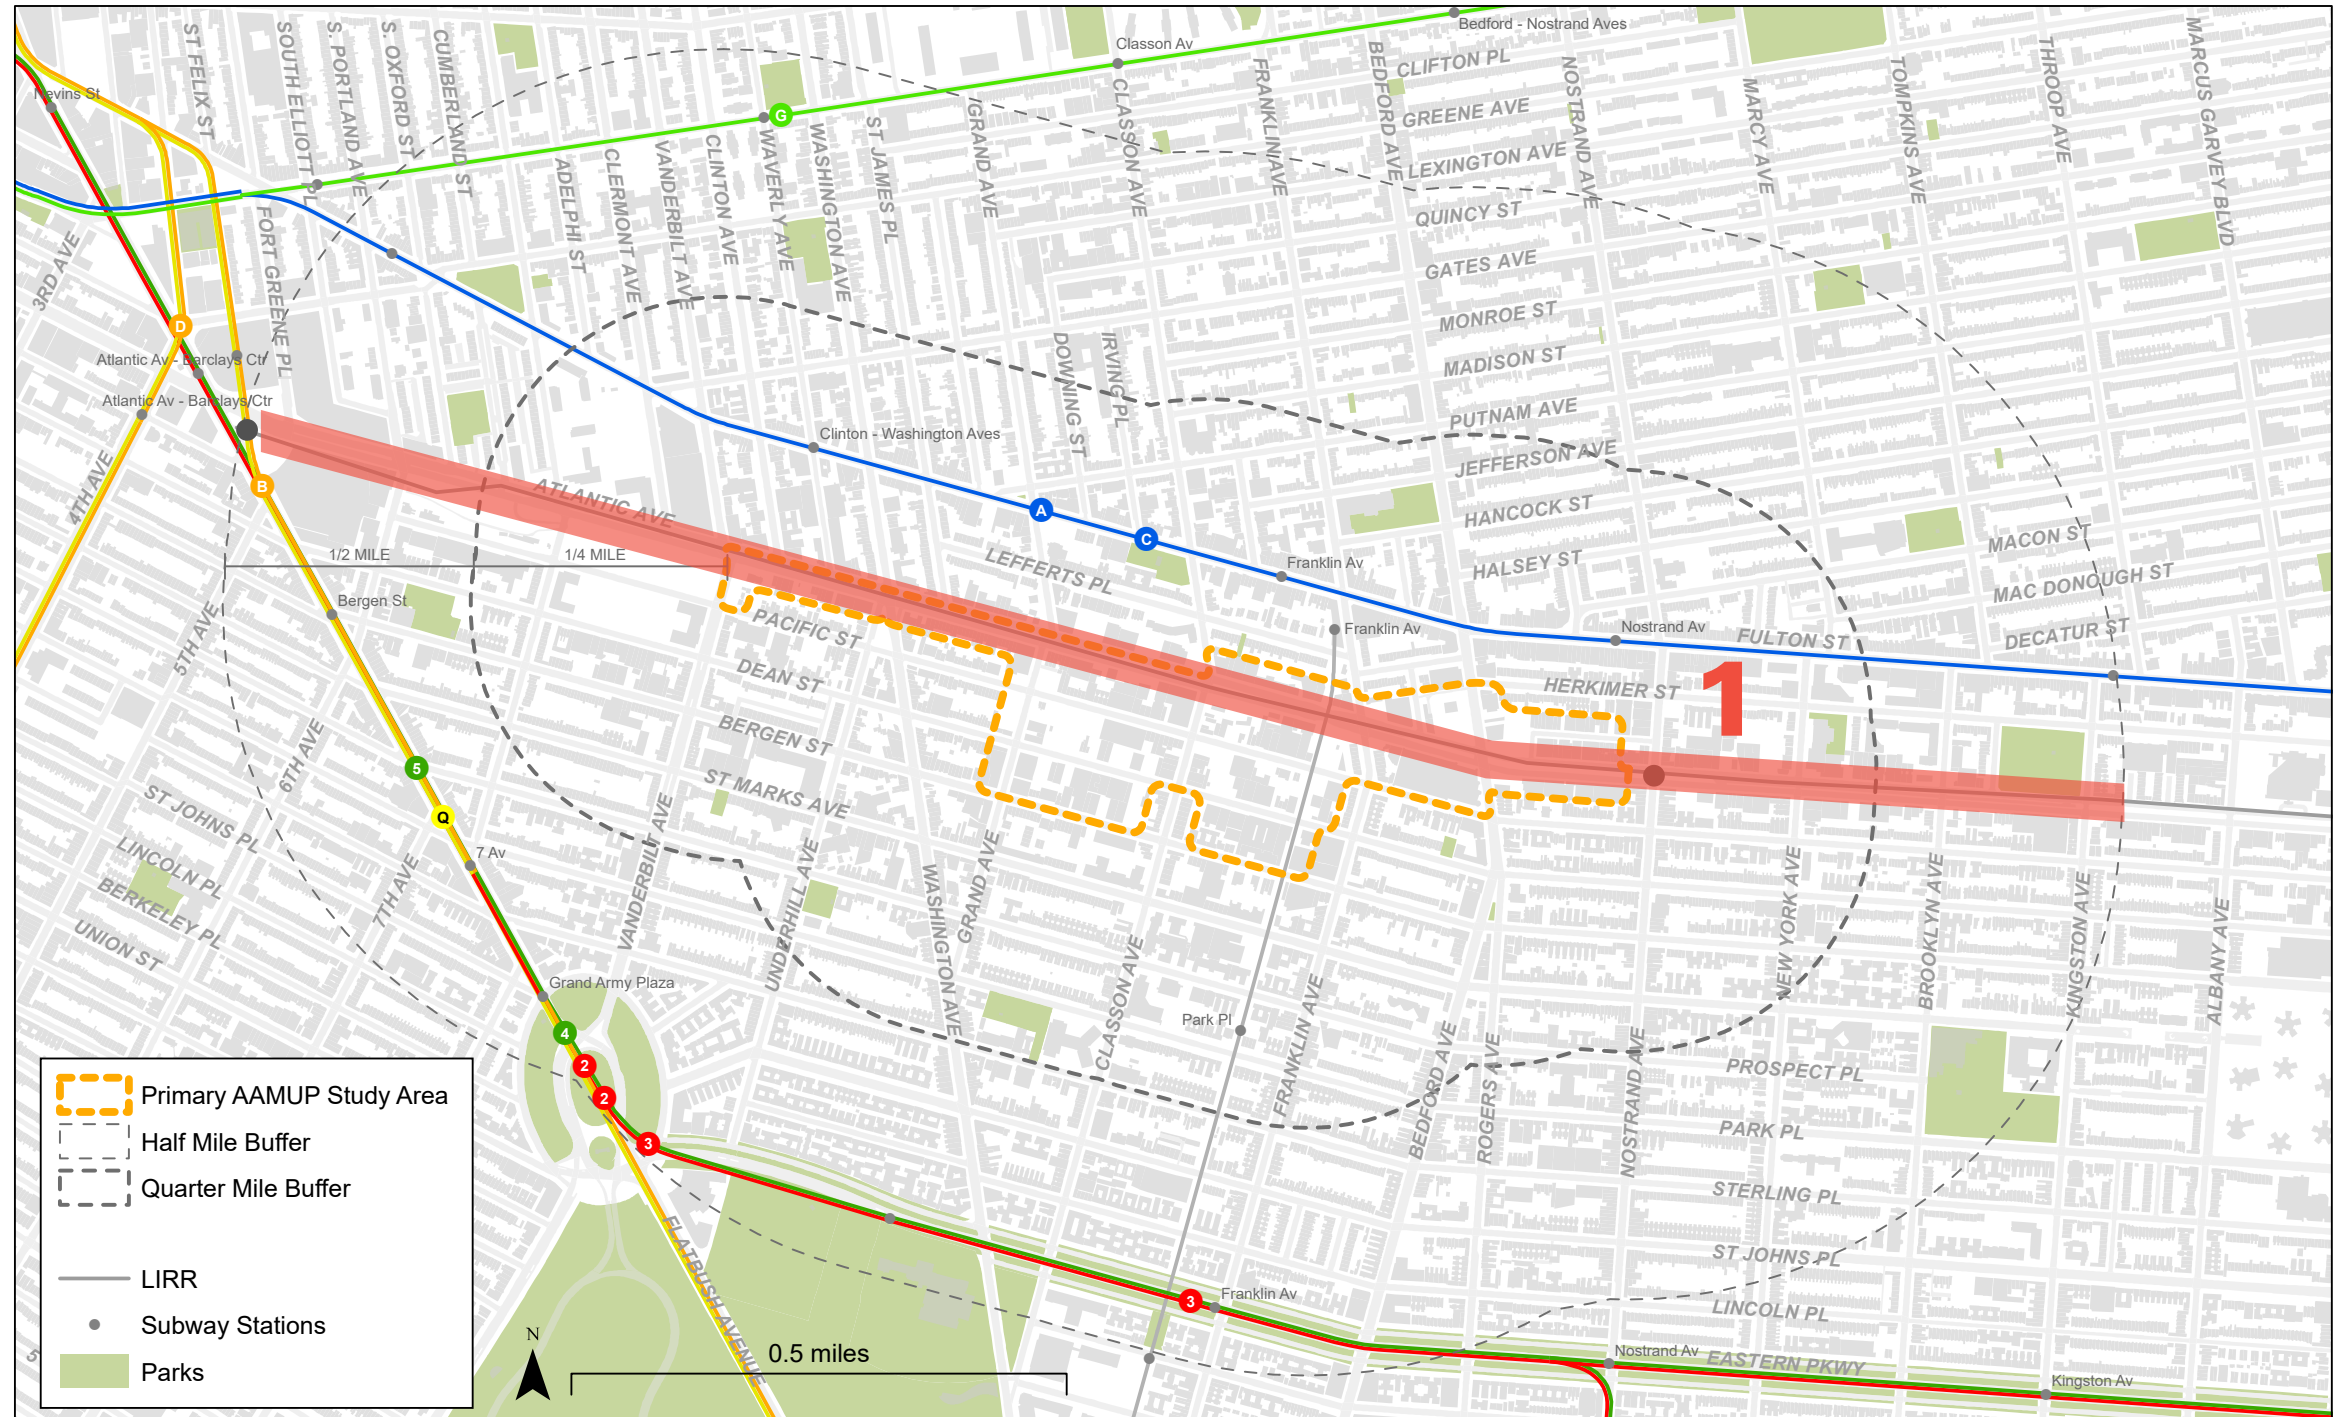 Bedford - Nostrand Aves
Classon Av
Nevins St
ST FELIX ST
SOUTH ELLIOTT PL
S. PORTLAND AVE
S. OXFORD ST
CUMBERLAND ST
ADELPHI ST
CLERMONT AVE
VANDERBILT AVE
CLINTON AVE
WAVERLY AVE
WASHINGTON AVE
ST JAMES PL
GRAND AVE
CLASSON AVE
FRANKLIN AVE
BEDFORD AVE
NOSTRAND AVE
MARCY AVE
TOMPKINS AVE
THROOP AVE
MARCUS GARVEY BLVD
G
CLIFTON PL
GREENE AVE
LEXINGTON AVE
QUINCY ST
GATES AVE
MONROE ST
MADISON ST
PUTNAM AVE
JEFFERSON AVE
HANCOCK ST
HALSEY ST
MACON ST
MAC DONOUGH ST
DECATUR ST
3RD AVE
FORT GREENE PL
D
Atlantic Av - Barclays Ctr
Atlantic Av - Barclays/Ctr
DOWNING ST
IRVING PL
4TH AVE
B
ATLANTIC AVE
Clinton - Washington Aves
A
C
Franklin Av
Franklin Av
Nostrand Av
FULTON ST
1/2 MILE
1/4 MILE
LEFFERTS PL
Bergen St
5TH AVE
PACIFIC ST
DEAN ST
BERGEN ST
ST MARKS AVE
HERKIMER ST
1
6TH AVE
5
Q
7 Av
ST JOHNS PL
LINCOLN PL
BERKELEY PL
UNION ST
7TH AVE
VANDERBILT AVE
UNDERHILL AVE
WASHINGTON AVE
GRAND AVE
CLASSON AVE
FRANKLIN AVE
BEDFORD AVE
ROGERS AVE
NOSTRAND AVE
NEW YORK AVE
BROOKLYN AVE
KINGSTON AVE
ALBANY AVE
Grand Army Plaza
4
2
2
3
Park Pl
PROSPECT PL
PARK PL
STERLING PL
ST JOHNS PL
LINCOLN PL
EASTERN PKWY
FLATBUSH AVENUE
3
Franklin Av
Nostrand Av
Kingston Av
Primary AAMUP Study Area
Half Mile Buffer
Quarter Mile Buffer
LIRR
Subway Stations
Parks
5
N
0.5 miles